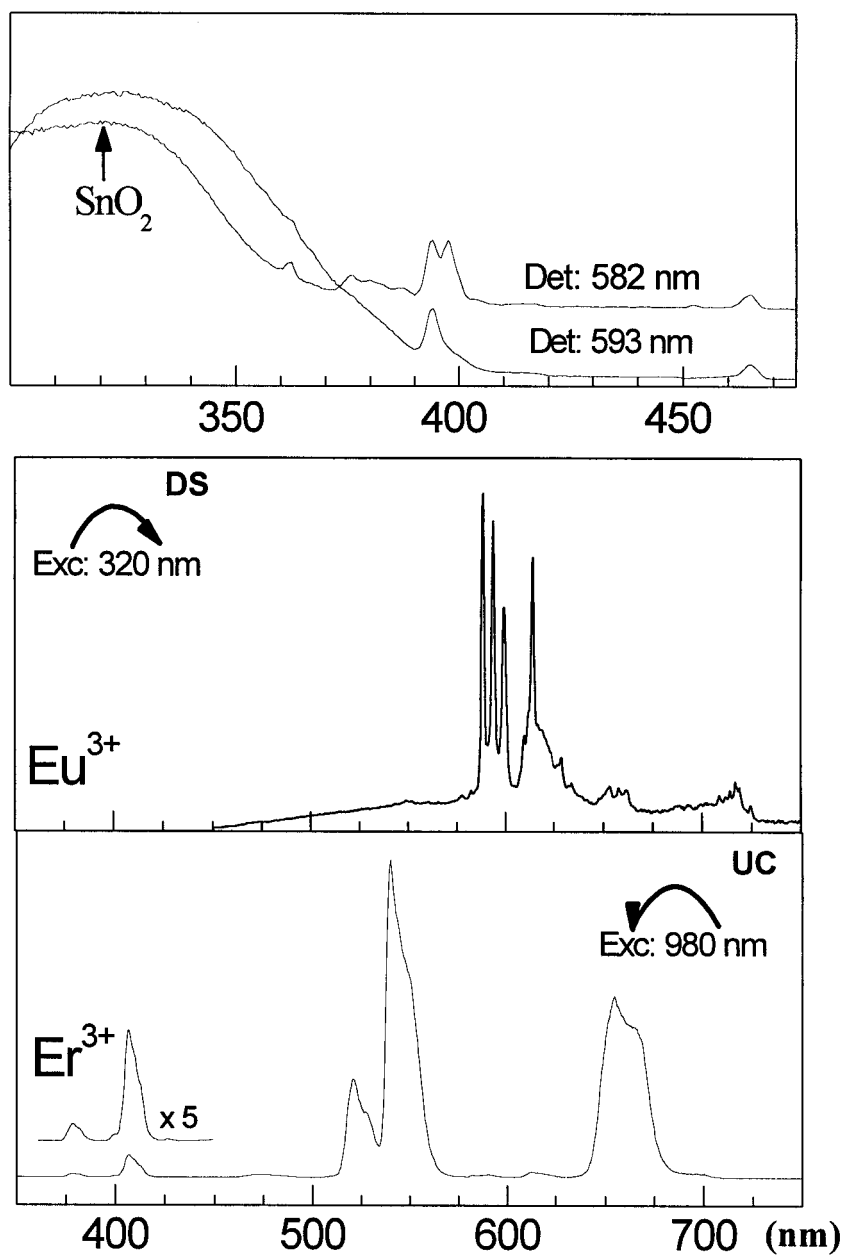 SnO₂
Det: 582 nm
Det: 593 nm
350 400 450
DS
Exc: 320 nm
Eu³⁺
UC
Exc: 980 nm
Er³⁺
x 5
400 500 600 700 (nm)